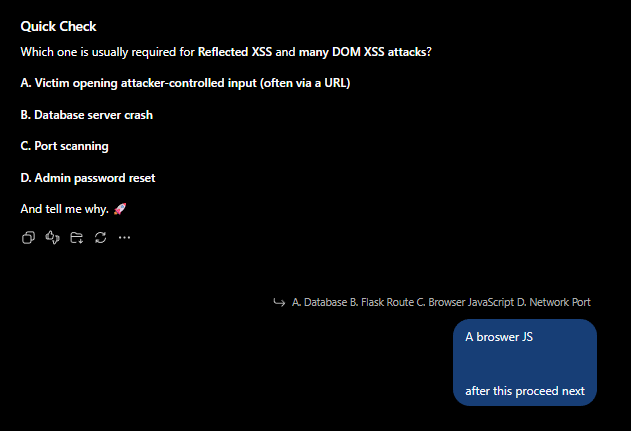 Quick Check
Which one is usually required for Reflected XSS and many DOM XSS attacks?
A. Victim opening attacker-controlled input (often via a URL)
B. Database server crash
C. Port scanning
D. Admin password reset
And tell me why. 🚀
A. Database B. Flask Route C. Browser JavaScript D. Network Port
A broswer JS
after this proceed next